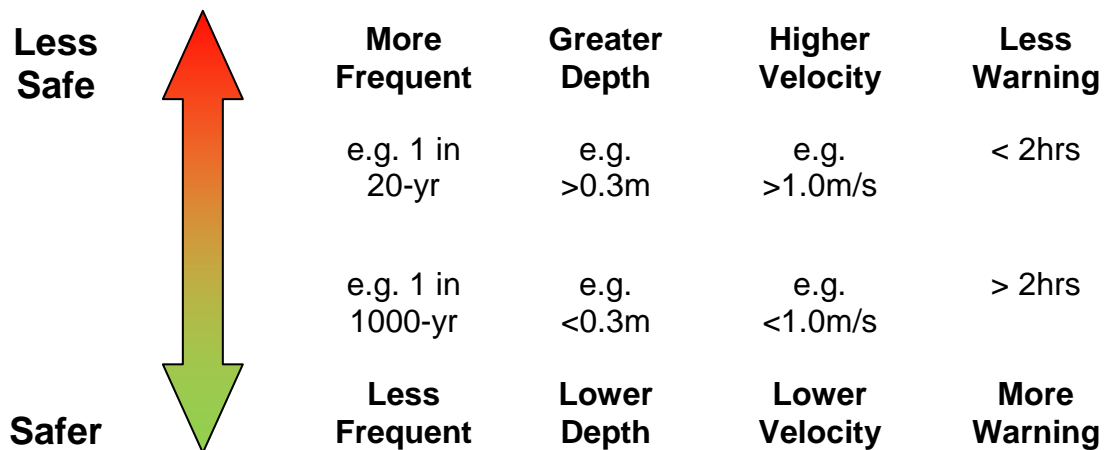 Less
Safe
More
Frequent
Greater
Depth
Higher
Velocity
Less
Warning
e.g. 1 in
20-yr
e.g.
>0.3m
e.g.
>1.0m/s
< 2hrs
e.g. 1 in
1000-yr
e.g.
<0.3m
e.g.
<1.0m/s
> 2hrs
Safer
Less
Frequent
Lower
Depth
Lower
Velocity
More
Warning